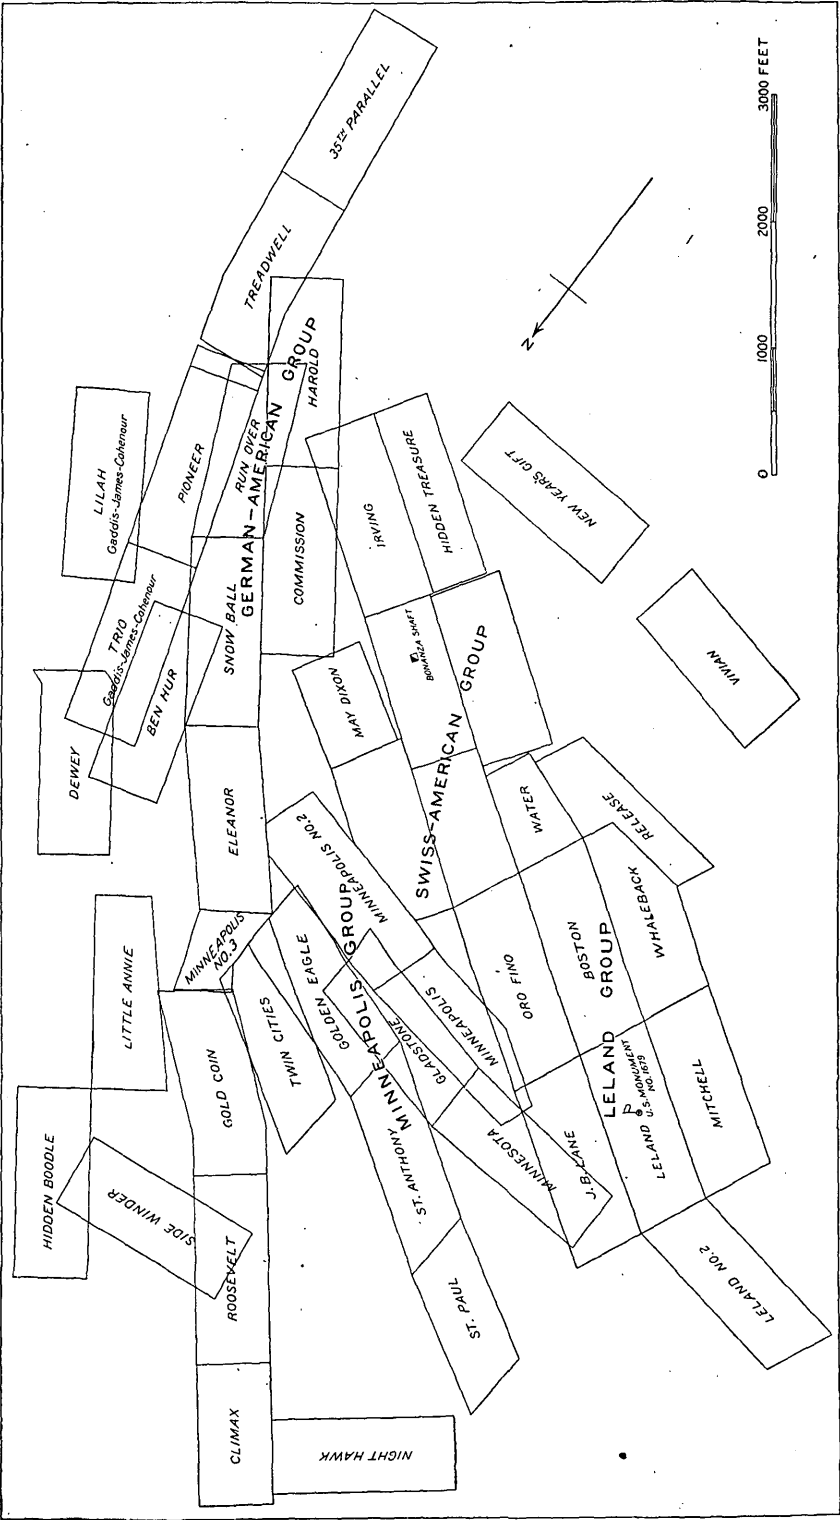 35TH PARALLEL
TREADWELL
3000 FEET
2000
1000
0
N
GERMAN-AMERICAN GROUP
HAROLD
LILAH
Gaddis-James-Cohenour
PIONEER
RUN OVER
COMMISSION
IRVING
HIDDEN TREASURE
NEW YEAR'S GIFT
TRIO
Gaddis-James-Cohenour
SNOW BALL
BEN HUR
DEWEY
MAY DIXON
BONANZA SHAFT
SWISS-AMERICAN GROUP
VIVIAN
ELEANOR
WATER
RELEASE
MINNEAPOLIS NO.2
MINNEAPOLIS
NO.3
LITTLE ANNIE
TWIN CITIES
GOLDEN EAGLE
MINNEAPOLIS GROUP
GLADSTONE
MINNEAPOLIS
ORO FINO
BOSTON
WHALEBACK
LELAND GROUP
GOLD COIN
ST. ANTHONY
MINNESOTA
J.B. LANE
LELAND
U.S. MONUMENT
NO. 1679
MITCHELL
HIDDEN BOODLE
SIDE WINDER
ROOSEVELT
ST. PAUL
LELAND NO.2
CLIMAX
NIGHT HAWK